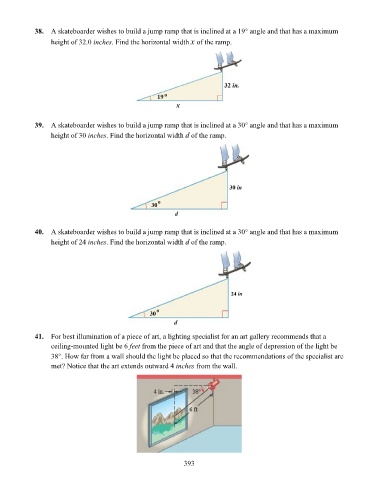 38. A skateboarder wishes to build a jump ramp that is inclined at a 19° angle and that has a maximum
height of 32.0 inches. Find the horizontal width x of the ramp.
32 in.
19°
x
39. A skateboarder wishes to build a jump ramp that is inclined at a 30° angle and that has a maximum
height of 30 inches. Find the horizontal width d of the ramp.
30 in
30°
d
40. A skateboarder wishes to build a jump ramp that is inclined at a 30° angle and that has a maximum
height of 24 inches. Find the horizontal width d of the ramp.
24 in
30°
d
41. For best illumination of a piece of art, a lighting specialist for an art gallery recommends that a
ceiling-mounted light be 6 feet from the piece of art and that the angle of depression of the light be
38°. How far from a wall should the light be placed so that the recommendations of the specialist are
met? Notice that the art extends outward 4 inches from the wall.
4 in.
38°
6 ft
393